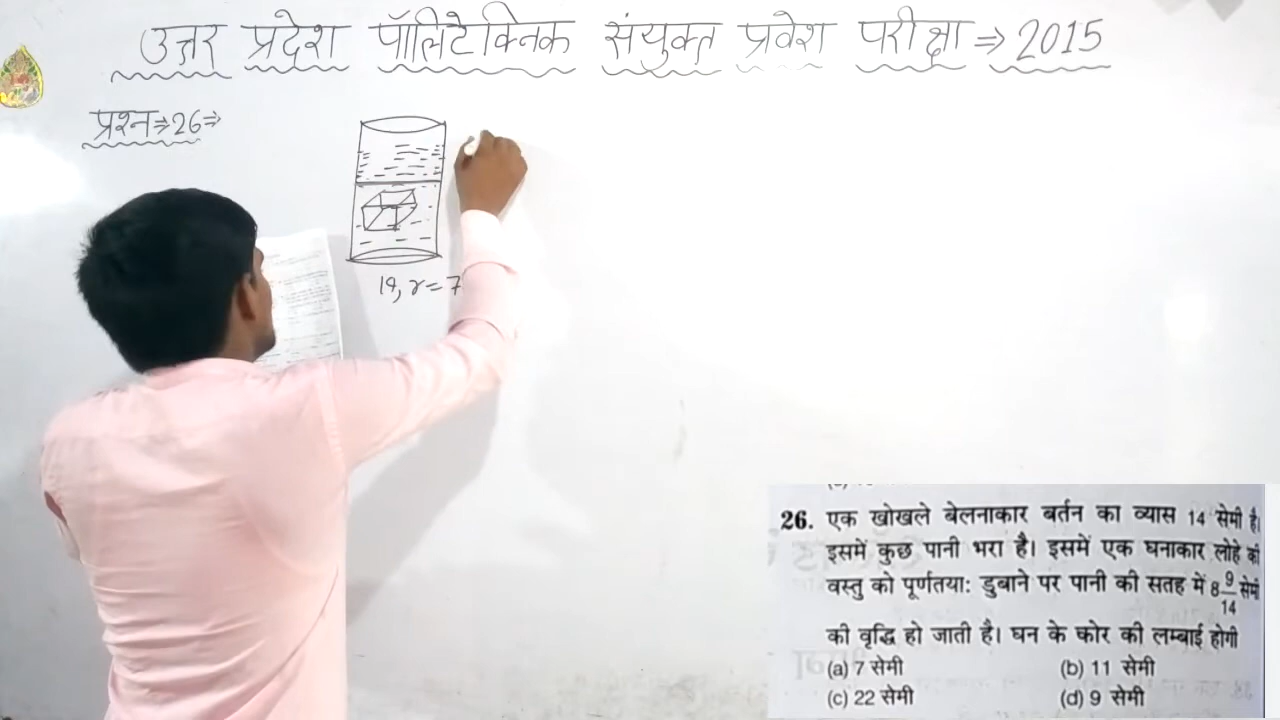 उत्तर प्रदेश पॉलिटेक्निक संयुक्त प्रवेश परीक्षा ⇒ 2015
प्रश्न ⇒ 26 ⇒
14, r = 7
26. एक खोखले बेलनाकार बर्तन का व्यास 14 सेमी है।
इसमें कुछ पानी भरा है। इसमें एक घनाकार लोहे की
वस्तु को पूर्णतया: डुबाने पर पानी की सतह में 8 9/14 सेमी
की वृद्धि हो जाती है। घन के कोर की लम्बाई होगी
(a) 7 सेमी (b) 11 सेमी
(c) 22 सेमी (d) 9 सेमी